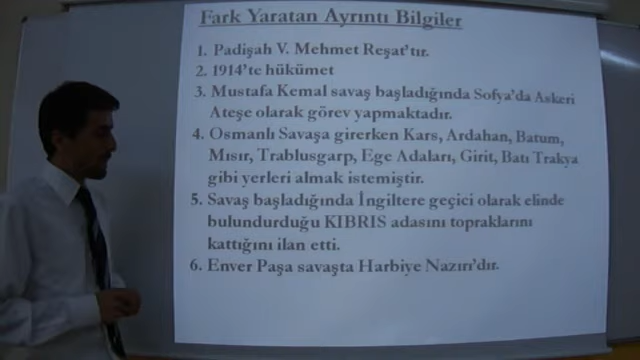 Fark Yaratan Ayrıntı Bilgiler
1. Padişah V. Mehmet Reşat'tır.
2. 1914'te hükümet
3. Mustafa Kemal savaş başladığında Sofya'da Askeri
Ateşe olarak görev yapmaktadır.
4. Osmanlı Savaşa girerken Kars, Ardahan, Batum,
Mısır, Trablusgarp, Ege Adaları, Girit, Batı Trakya
gibi yerleri almak istemiştir.
5. Savaş başladığında İngiltere geçici olarak elinde
bulundurduğu KIBRIS adasını topraklarını
kattığını ilan etti.
6. Enver Paşa savaşta Harbiye Nazırı'dır.